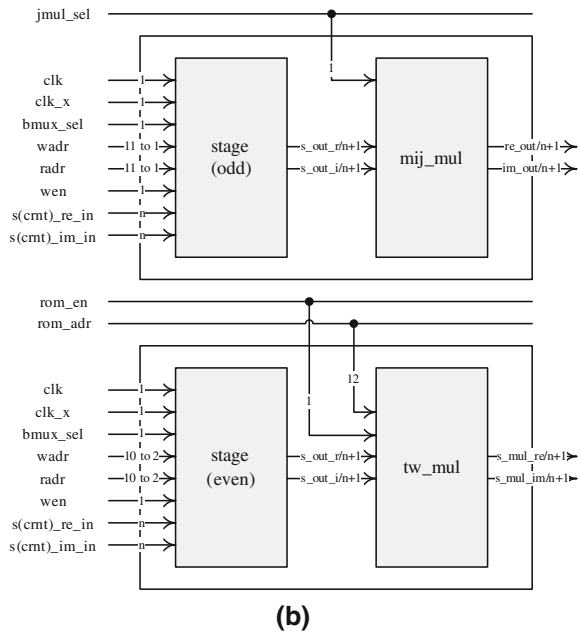 jmul_sel
clk 1
clk_x 1
bmux_sel 1
wadr 11 to 1
radr 11 to 1
wen 1
s(crnt)_re_in n
s(crnt)_im_in n
stage
(odd)
s_out_r/n+1
s_out_i/n+1
1
mij_mul
re_out/n+1
im_out/n+1
rom_en
rom_adr
clk 1
clk_x 1
bmux_sel 1
wadr 10 to 2
radr 10 to 2
wen 1
s(crnt)_re_in n
s(crnt)_im_in n
stage
(even)
s_out_r/n+1
s_out_i/n+1
12
1
tw_mul
s_mul_re/n+1
s_mul_im/n+1
(b)